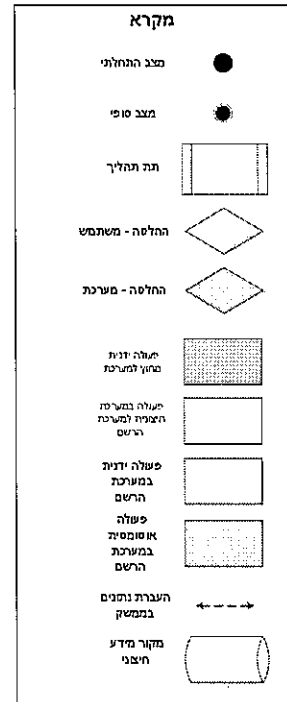 מקרא
מצב התחלתי
מצב סופי
תת תהליך
החלטה - משתמש
החלטה - מערכת
פעולה ידנית
מחוץ למערכת
פעולה במערכת
חיצונית למערכת
הרשם
פעולה ידנית
במערכת
הרשם
פעולה
אוטומטית
במערכת
הרשם
העברת נתונים
בממשק
מקור מידע
חיצוני